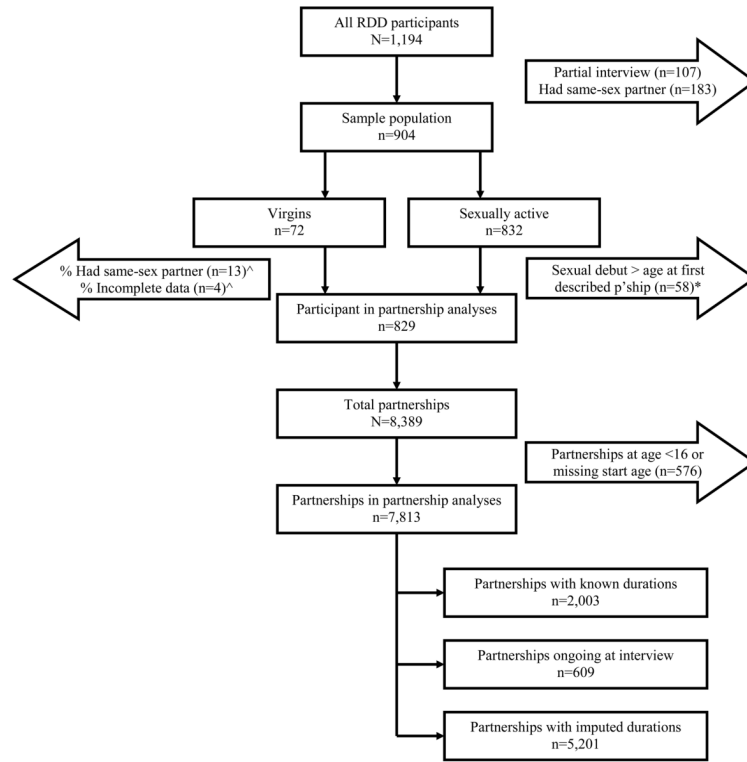 All RDD participants
N=1,194
Partial interview (n=107)
Had same-sex partner (n=183)
Sample population
n=904
Virgins
n=72
Sexually active
n=832
% Had same-sex partner (n=13)^
% Incomplete data (n=4)^
Sexual debut > age at first
described p'ship (n=58)*
Participant in partnership analyses
n=829
Total partnerships
N=8,389
Partnerships at age <16 or
missing start age (n=576)
Partnerships in partnership analyses
n=7,813
Partnerships with known durations
n=2,003
Partnerships ongoing at interview
n=609
Partnerships with imputed durations
n=5,201